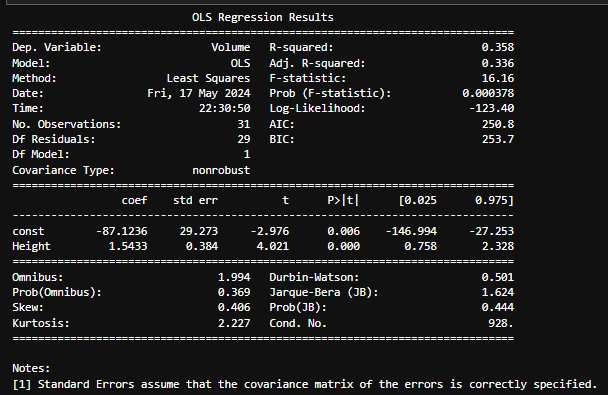 OLS Regression Results
==============================================================================
Dep. Variable:                 Volume   R-squared:                       0.358
Model:                            OLS   Adj. R-squared:                  0.336
Method:                 Least Squares   F-statistic:                     16.16
Date:                Fri, 17 May 2024   Prob (F-statistic):           0.000378
Time:                        22:30:50   Log-Likelihood:                -123.40
No. Observations:                  31   AIC:                             250.8
Df Residuals:                      29   BIC:                             253.7
Df Model:                           1
Covariance Type:            nonrobust
==============================================================================
                 coef    std err          t      P>|t|      [0.025      0.975]
------------------------------------------------------------------------------
const        -87.1236     29.273     -2.976      0.006    -146.994     -27.253
Height         1.5433      0.384      4.021      0.000       0.758       2.328
==============================================================================
Omnibus:                        1.994   Durbin-Watson:                   0.501
Prob(Omnibus):                  0.369   Jarque-Bera (JB):                1.624
Skew:                           0.406   Prob(JB):                        0.444
Kurtosis:                       2.227   Cond. No.                         928.
==============================================================================
Notes:
[1] Standard Errors assume that the covariance matrix of the errors is correctly specified.